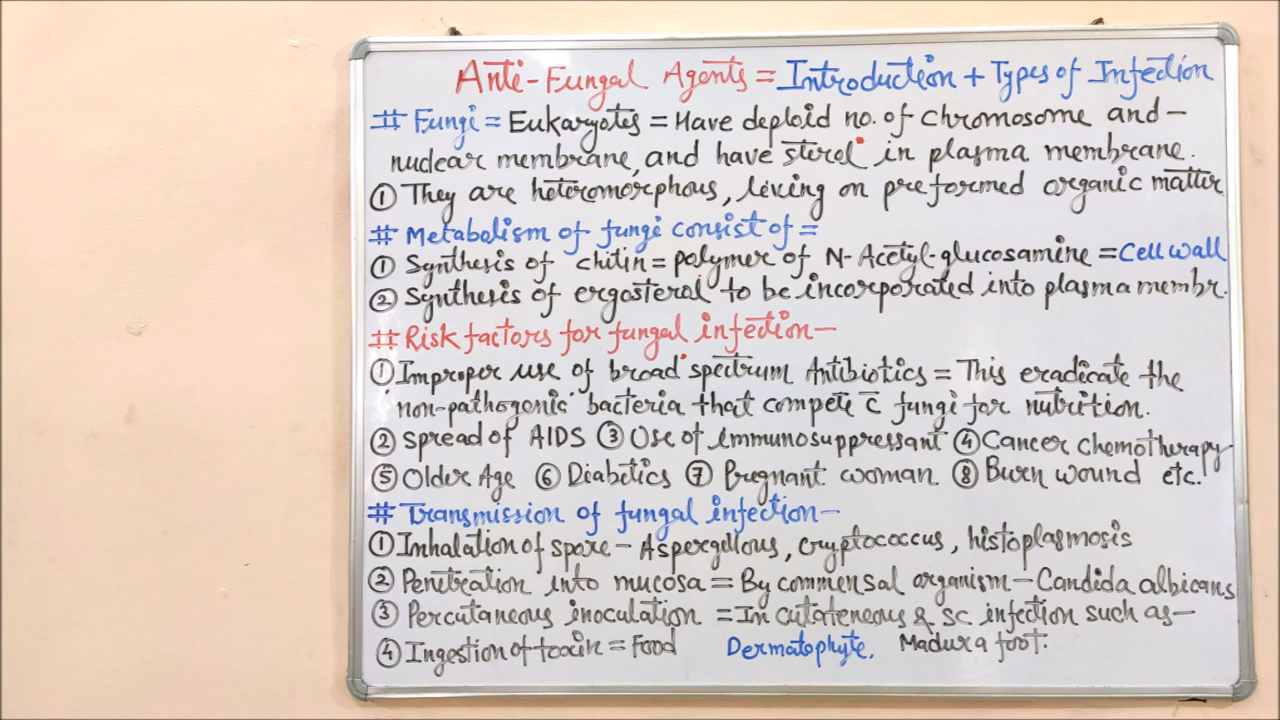 Anti-Fungal Agents = Introduction + Types of Infection
# Fungi = Eukaryotes = Have deploid no. of chromosome and -
nuclear membrane, and have sterol in plasma membrane.
① They are heteromorphous, living on preformed organic matter
# Metabolism of fungi consist of =
① Synthesis of chitin = polymer of N-Acetyl-glucosamine = Cell wall
② Synthesis of ergosterol to be incorporated into plasma membr.
# Risk factors for fungal infection -
① Improper use of broad spectrum Antibiotics = This eradicate the
'non-pathogenic' bacteria that compete c̄ fungi for nutrition.
② Spread of AIDS ③ Use of immunosuppressant ④ Cancer chemotherapy
⑤ Older Age ⑥ Diabetics ⑦ Pregnant woman. ⑧ Burn wound etc.
# Transmission of fungal infection -
① Inhalation of spore - Aspergillous, cryptococcus, histoplasmosis
② Penetration into mucosa = By commensal organism - Candida albicans
③ Percutaneous inoculation = In cutateneous & SC infection such as -
④ Ingestion of toxin = Food Dermatophyte, Madura foot.